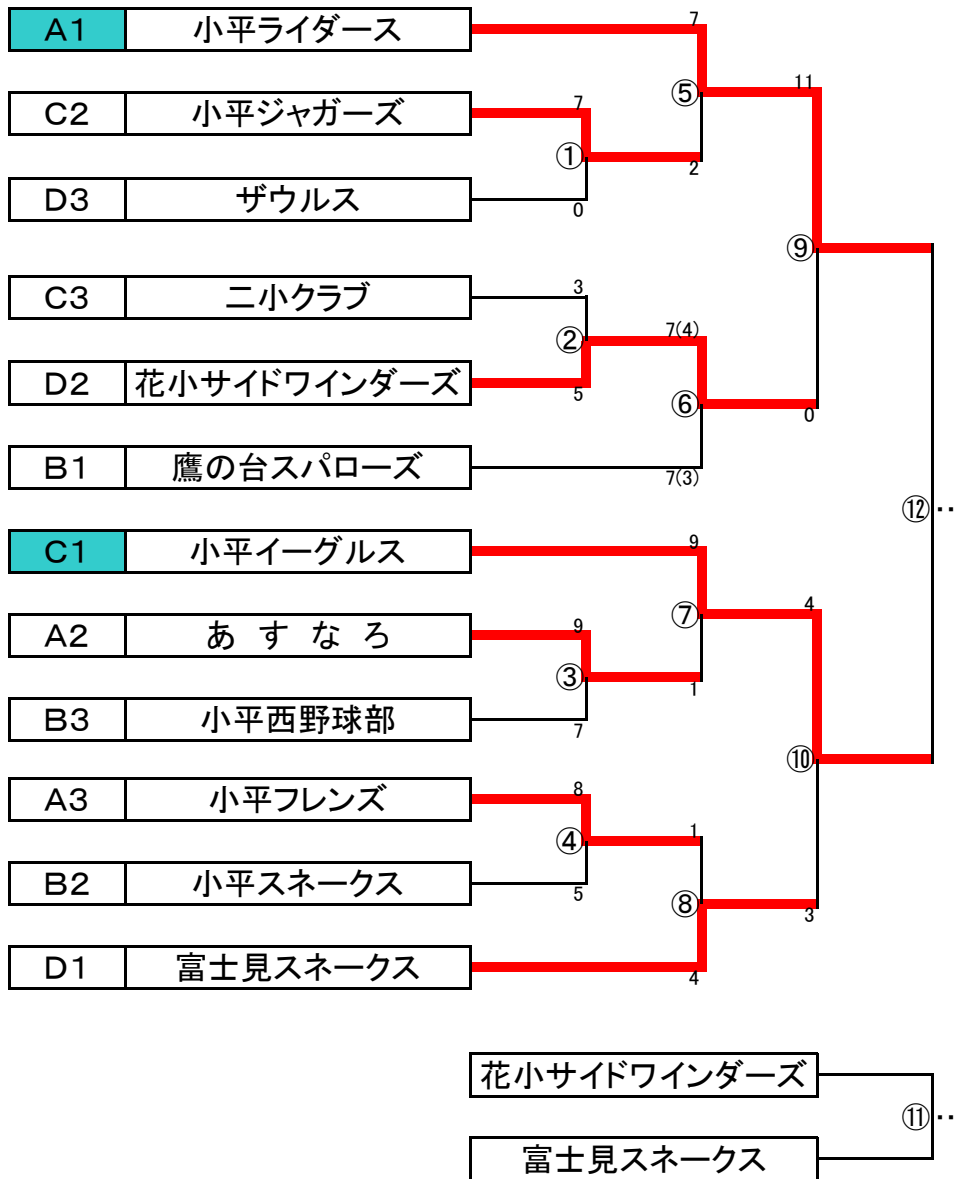 A1 小平ライダース 7
⑤ 11
C2 小平ジャガーズ 7
① 2
D3 ザウルス 0
⑨
C3 二小クラブ 3
② 7(4)
D2 花小サイドワインダーズ 5
⑥ 0
B1 鷹の台スパローズ 7(3)
⑫‥
C1 小平イーグルス 9
⑦ 4
A2 あすなろ 9
③ 1
B3 小平西野球部 7
⑩
A3 小平フレンズ 8
④ 1
B2 小平スネークス 5
⑧ 3
D1 富士見スネークス 4
花小サイドワインダーズ
⑪‥
富士見スネークス